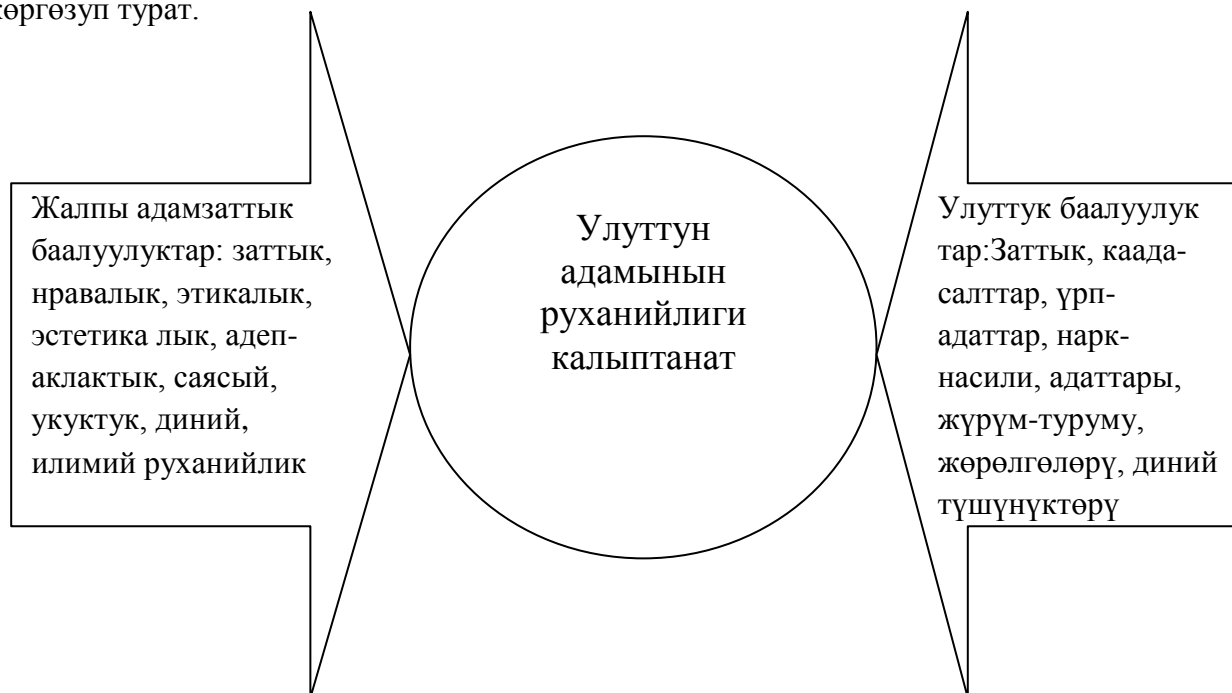 көргөзүп турат.
Жалпы адамзаттык
баалуулуктар: заттык,
нравалык, этикалык,
эстетика лык, адеп-
аклактык, саясый,
укуктук, диний,
илимий руханийлик
Улуттун
адамынын
руханийлиги
калыптанат
Улуттук баалуулук
тар:Заттык, каада-
салттар, үрп-
адаттар, нарк-
насили, адаттары,
жүрүм-туруму,
жөрөлгөлөрү, диний
түшүнүктөрү